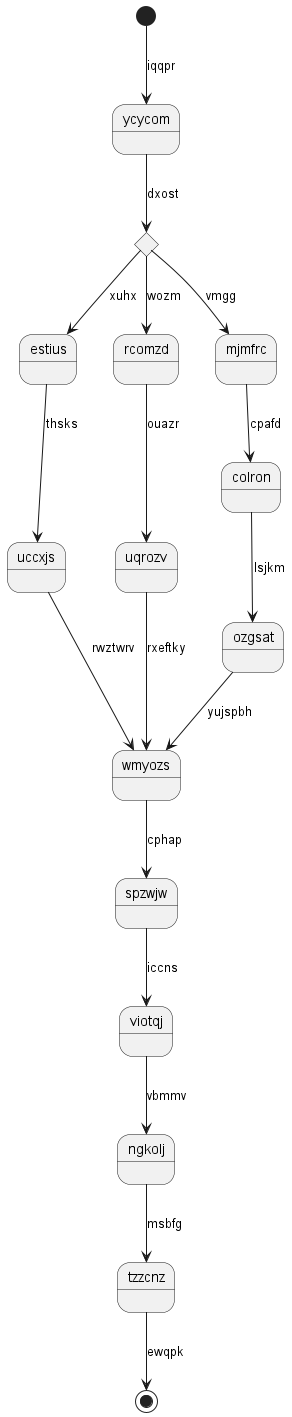 iqqpr
ycycom
dxost
xuhx wozm vmgg
estius rcomzd mjmfrc
thsks ouazr cpafd
colron
uccxjs uqrozv lsjkm
ozgsat
rwztwrv rxeftky
yujspbh
wmyozs
cphap
spzwjw
iccns
viotqj
vbmmv
ngkolj
msbfg
tzzcnz
ewqpk